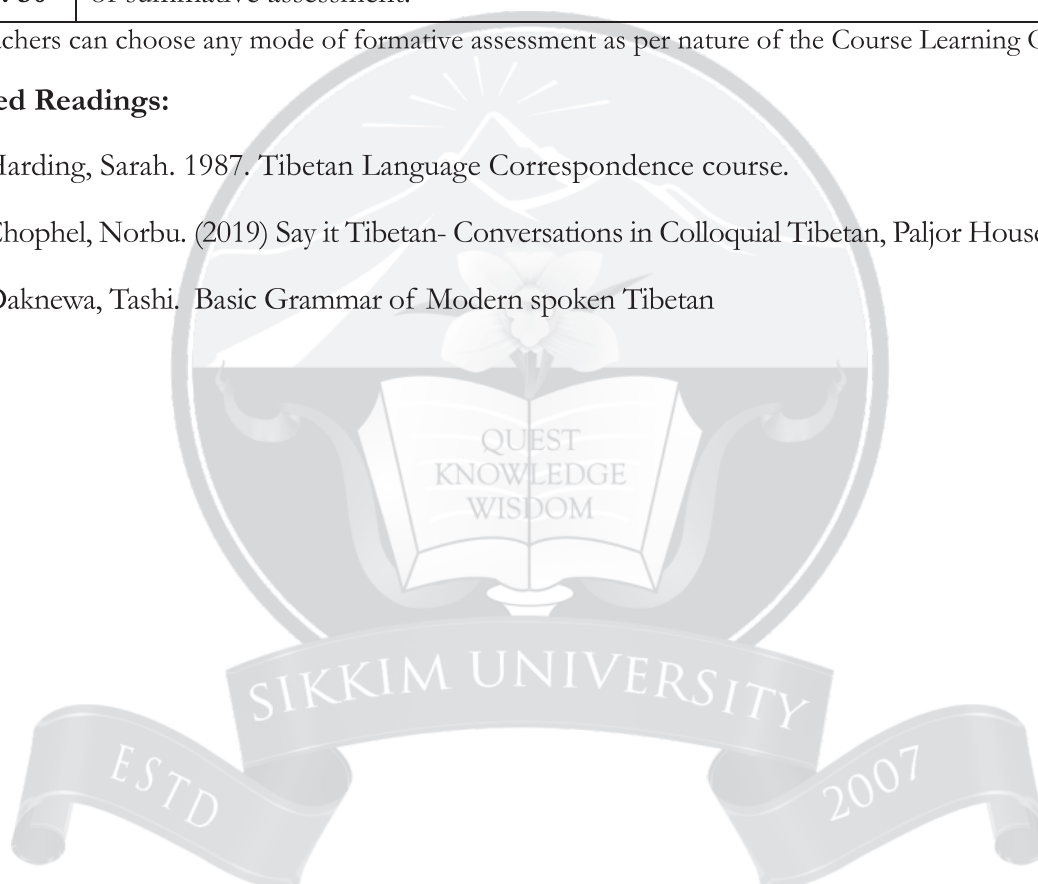 of summative assessment.
achers can choose any mode of formative assessment as per nature of the Course Learning
ed Readings:
Harding, Sarah. 1987. Tibetan Language Correspondence course.
Chophel, Norbu. (2019) Say it Tibetan- Conversations in Colloquial Tibetan, Paljor House
Daknewa, Tashi. Basic Grammar of Modern spoken Tibetan
QUEST
KNOWLEDGE
WISDOM
SIKKIM UNIVERSITY
ESTD
2007